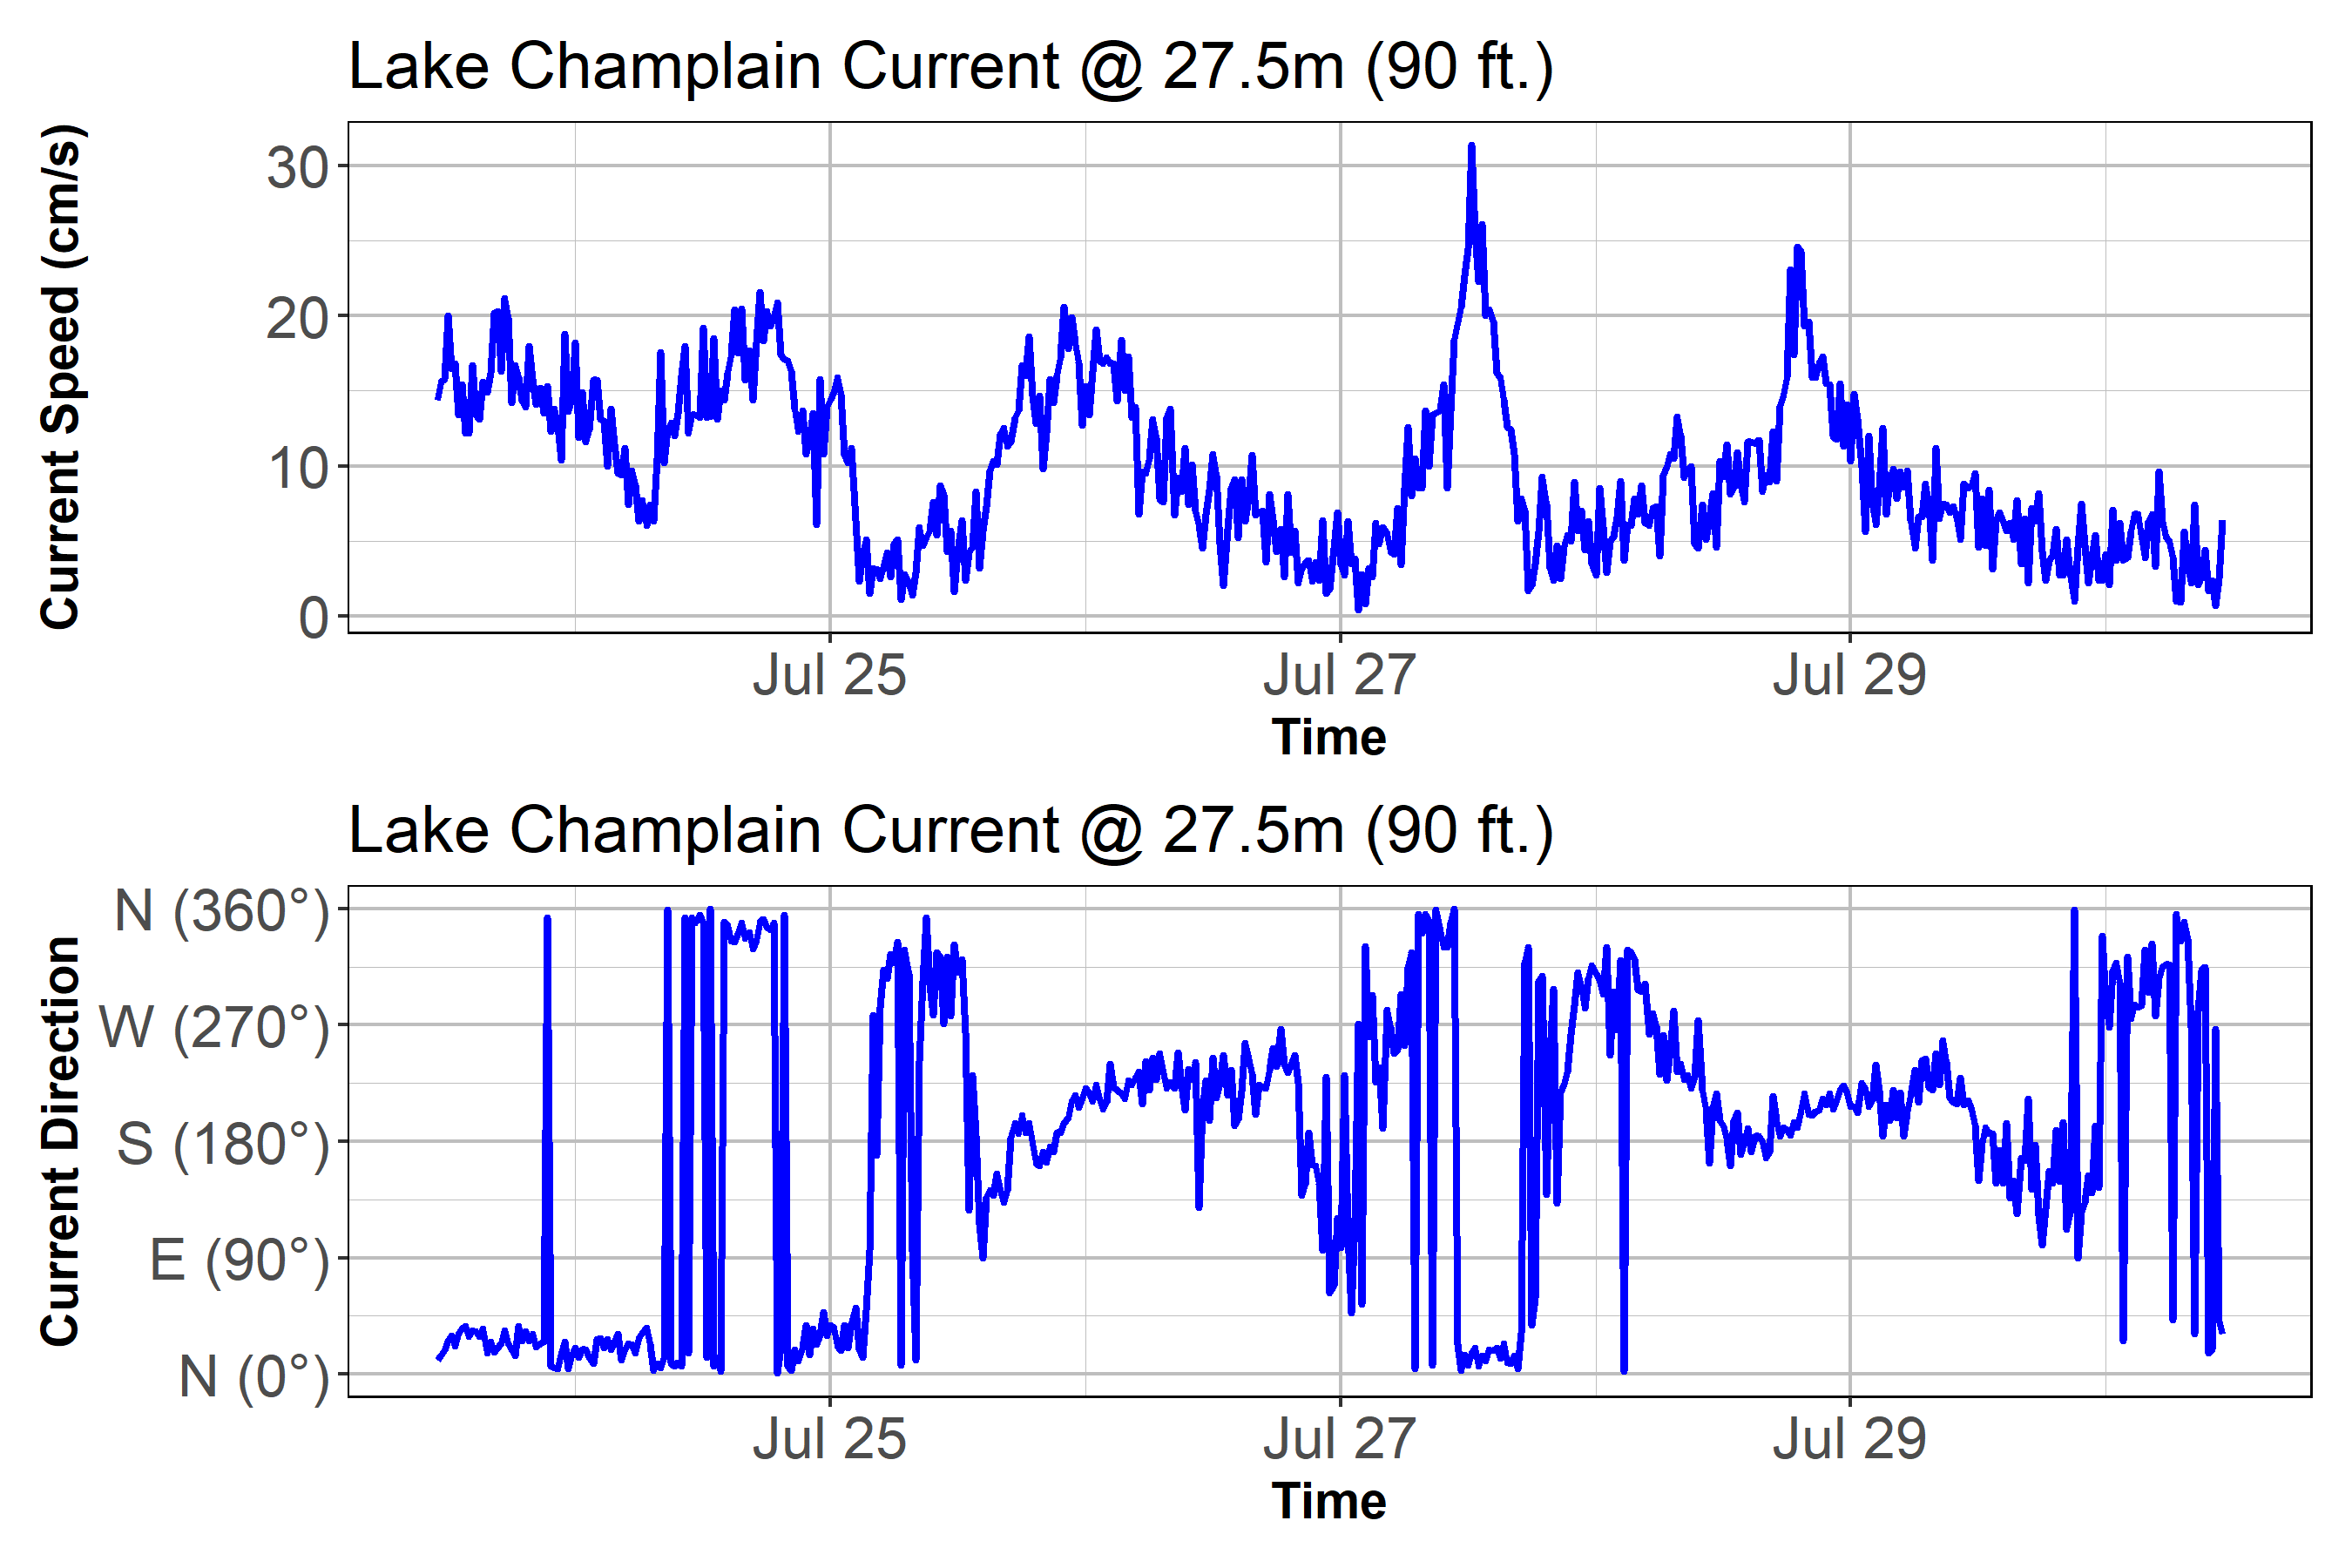 Lake Champlain Current @ 27.5m (90 ft.)
Current Speed (cm/s)
30
20
10
0
Jul 25 Jul 27 Jul 29
Time
Lake Champlain Current @ 27.5m (90 ft.)
Current Direction
N (360°)
W (270°)
S (180°)
E (90°)
N (0°)
Jul 25 Jul 27 Jul 29
Time